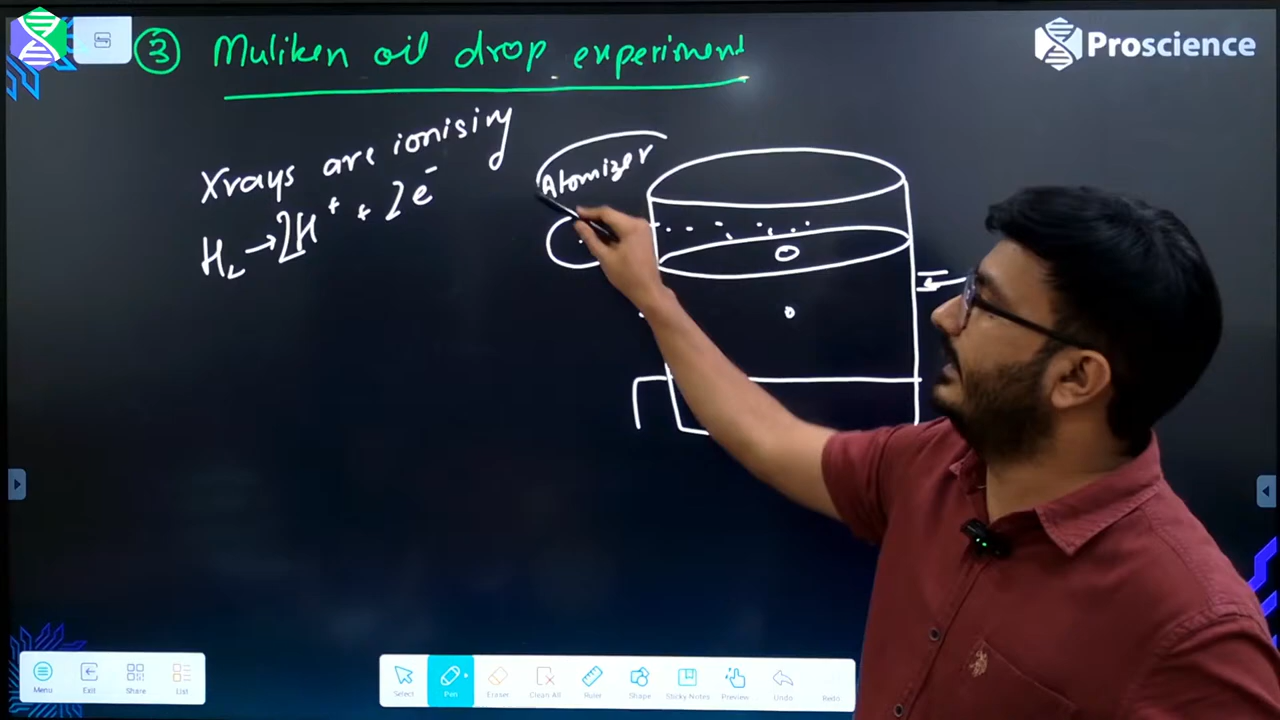 ③ Muliken oil drop experiment
Proscience
Xrays are ionising
H₂ → 2H⁺ + 2e⁻
Atomizer
Menu
Exit
Share
List
Select
Pen
Eraser
Clean All
Ruler
Shape
Sticky Notes
Preview
Undo
Redo